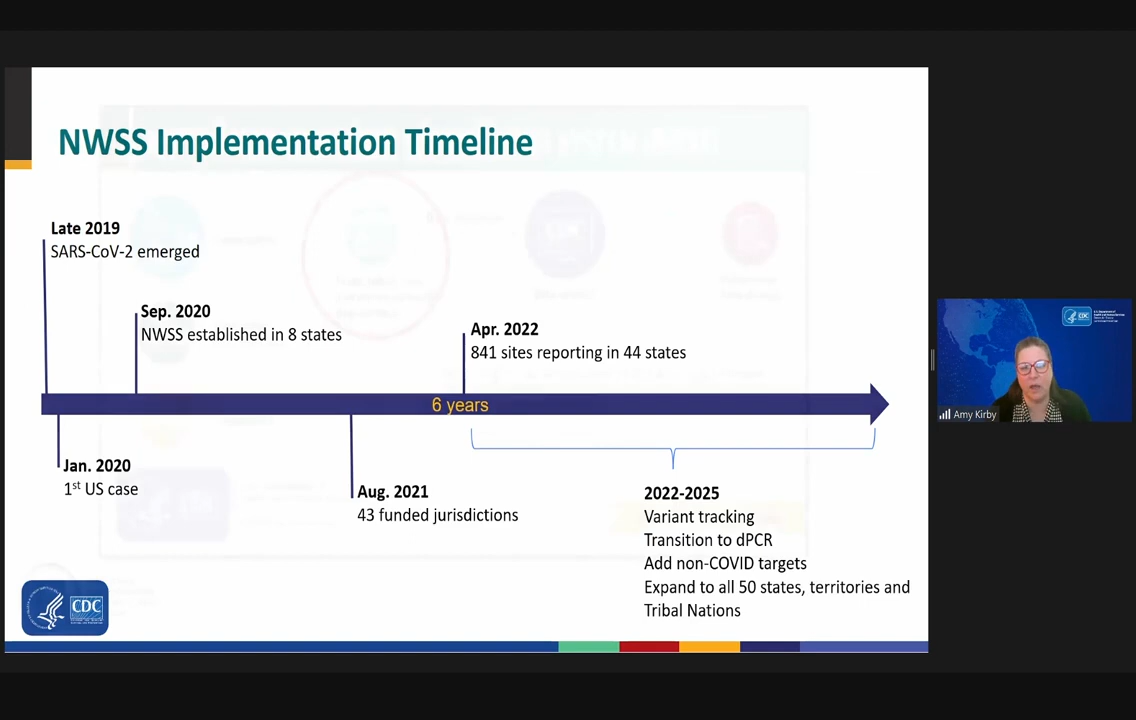 NWSS Implementation Timeline
Late 2019
SARS-CoV-2 emerged
Sep. 2020
NWSS established in 8 states
Apr. 2022
841 sites reporting in 44 states
6 years
Jan. 2020
1st US case
Aug. 2021
43 funded jurisdictions
2022-2025
Variant tracking
Transition to dPCR
Add non-COVID targets
Expand to all 50 states, territories and
Tribal Nations
CDC
CDC
Amy Kirby